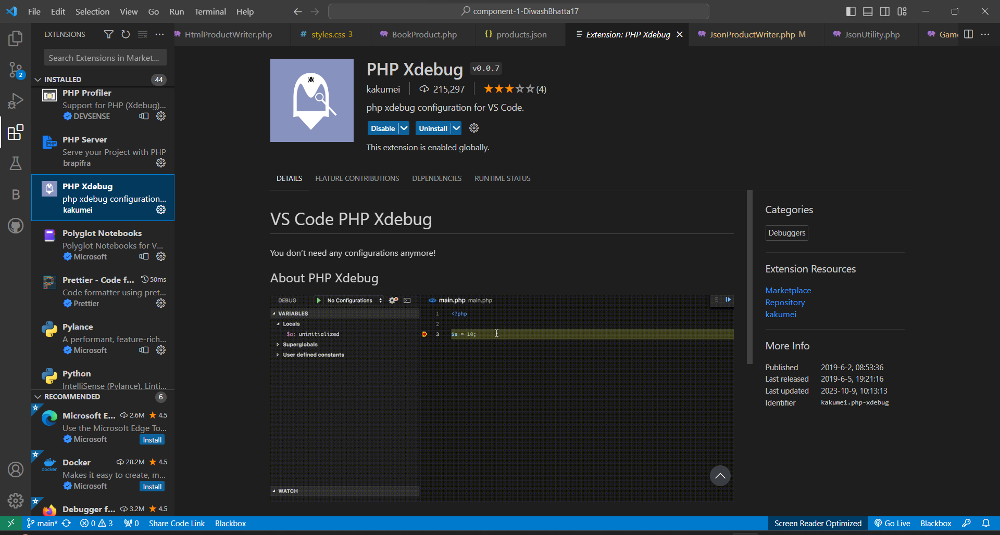 File Edit Selection View Go Run Terminal Help
component-1-DiwashBhatta17
EXTENSIONS
HtmlProductWriter.php
styles.css 3
BookProduct.php
products.json
Extension: PHP Xdebug
JsonProductWriter.php M
JsonUtility.php
Game
Search Extensions in Market...
INSTALLED 44
PHP Profiler
Support for PHP (Xdebug)...
DEVSENSE
PHP Server
Serve your Project with PHP
brapifra
PHP Xdebug
php xdebug configuration...
kakumei
Polyglot Notebooks
Polyglot Notebooks for V...
Microsoft
Prettier - Code f... 50ms
Code formatter using pret...
Prettier
Pylance
A performant, feature-rich...
Microsoft
Python
IntelliSense (Pylance), Linti...
RECOMMENDED 6
Microsoft E... 2.6M 4.5
Use the Microsoft Edge To...
Microsoft Install
Docker 28.2M 4.5
docker
Makes it easy to create, m...
Microsoft Install
Debugger f... 3.2M 4.5
2
B
PHP Xdebug v0.0.7
kakumei 215,297 (4)
php xdebug configuration for VS Code.
Disable Uninstall
This extension is enabled globally.
DETAILS FEATURE CONTRIBUTIONS DEPENDENCIES RUNTIME STATUS
VS Code PHP Xdebug
You don't need any configurations anymore!
About PHP Xdebug
DEBUG No Configurations main.php main.php
VARIABLES
Locals
$a: uninitialized
Superglobals
User defined constants
1 <?php
2
3 $a = 10;
WATCH
Categories
Debuggers
Extension Resources
Marketplace
Repository
kakumei
More Info
Published 2019-6-2, 08:53:36
Last released 2019-6-5, 19:21:16
Last updated 2023-10-9, 10:13:13
Identifier kakumei.php-xdebug
main* 0 3 0 Share Code Link Blackbox
Screen Reader Optimized Go Live Blackbox